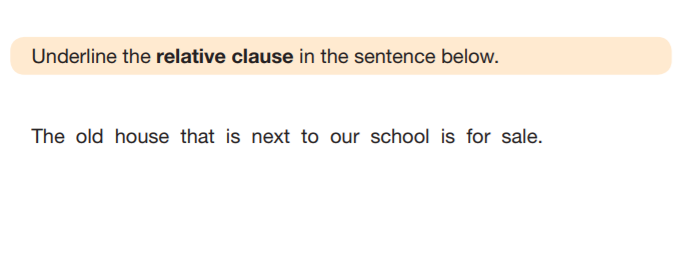 Underline the relative clause in the sentence below.
The old house that is next to our school is for sale.